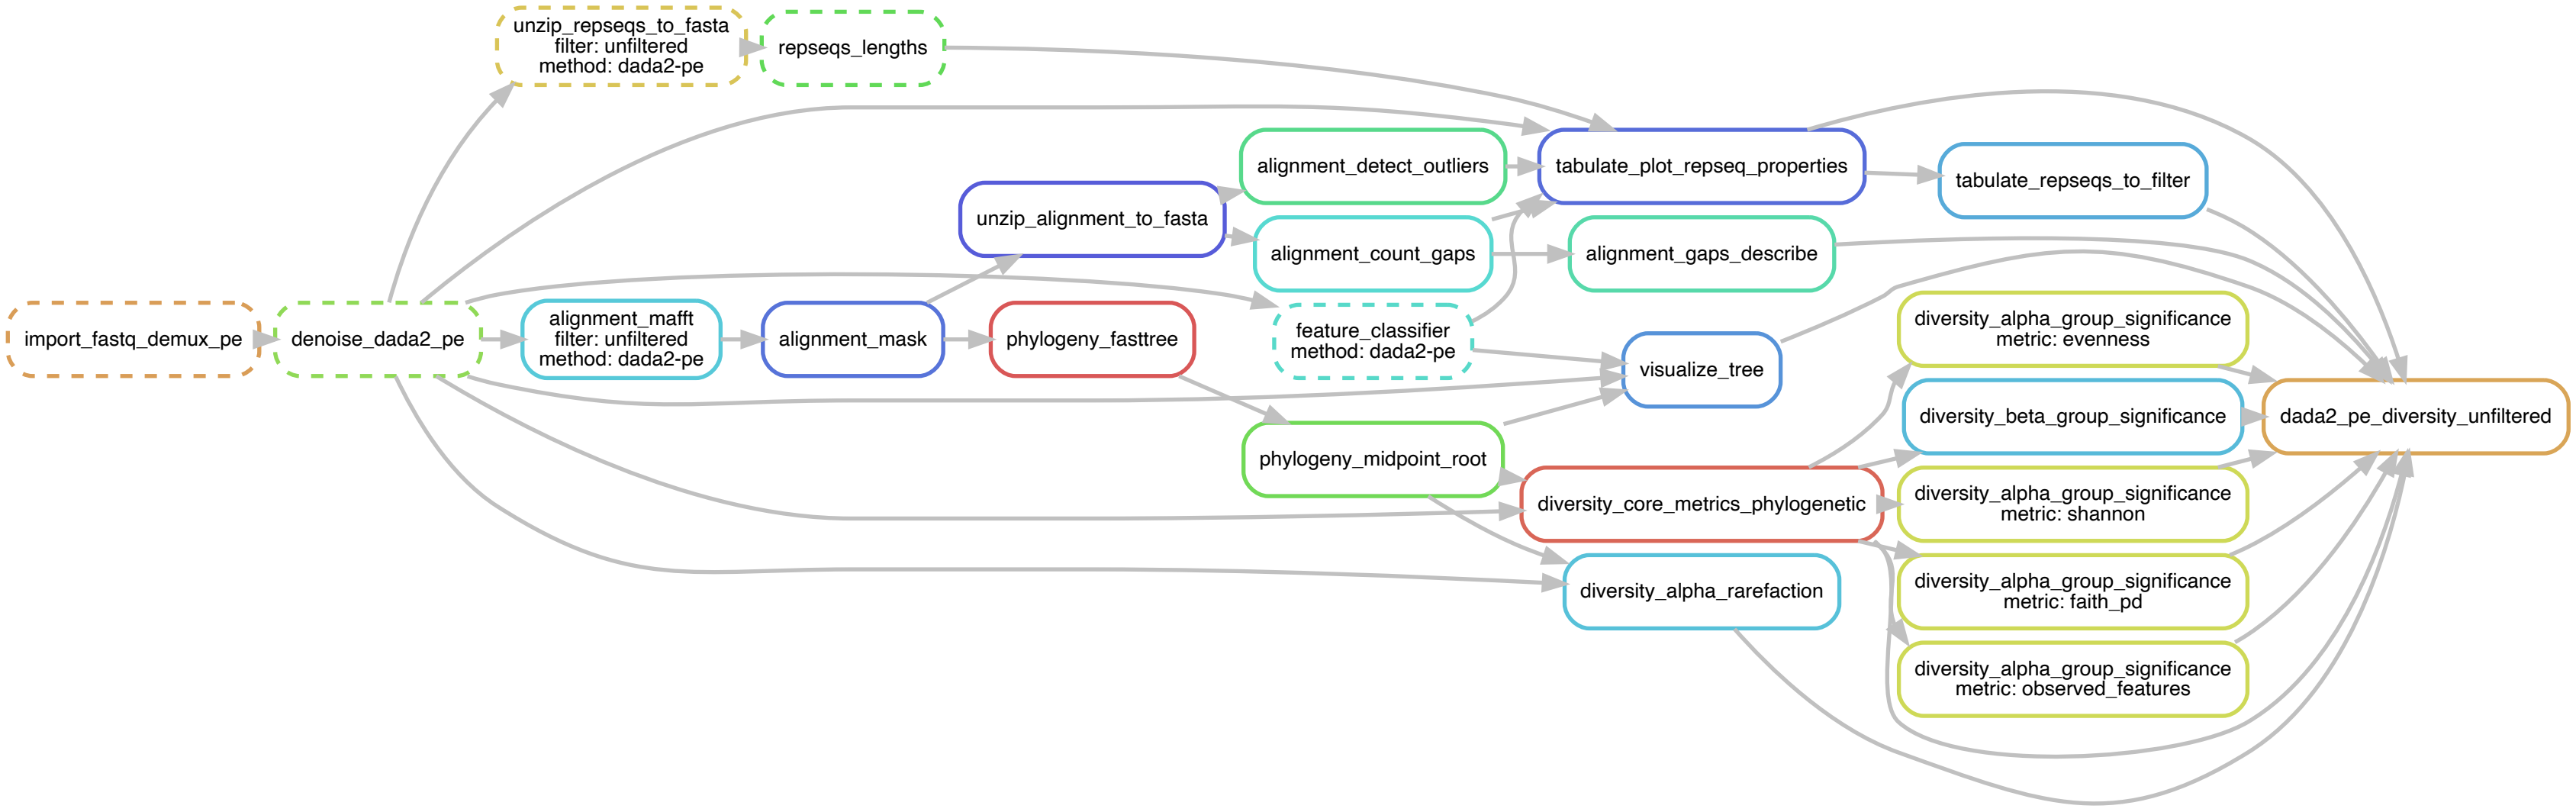 unzip_repseqs_to_fasta
filter: unfiltered
method: dada2-pe
repseqs_lengths
alignment_detect_outliers
tabulate_plot_repseq_properties
tabulate_repseqs_to_filter
unzip_alignment_to_fasta
alignment_count_gaps
alignment_gaps_describe
import_fastq_demux_pe
denoise_dada2_pe
alignment_mafft
filter: unfiltered
method: dada2-pe
alignment_mask
phylogeny_fasttree
feature_classifier
method: dada2-pe
visualize_tree
diversity_alpha_group_significance
metric: evenness
diversity_beta_group_significance
dada2_pe_diversity_unfiltered
phylogeny_midpoint_root
diversity_core_metrics_phylogenetic
diversity_alpha_group_significance
metric: shannon
diversity_alpha_rarefaction
diversity_alpha_group_significance
metric: faith_pd
diversity_alpha_group_significance
metric: observed_features